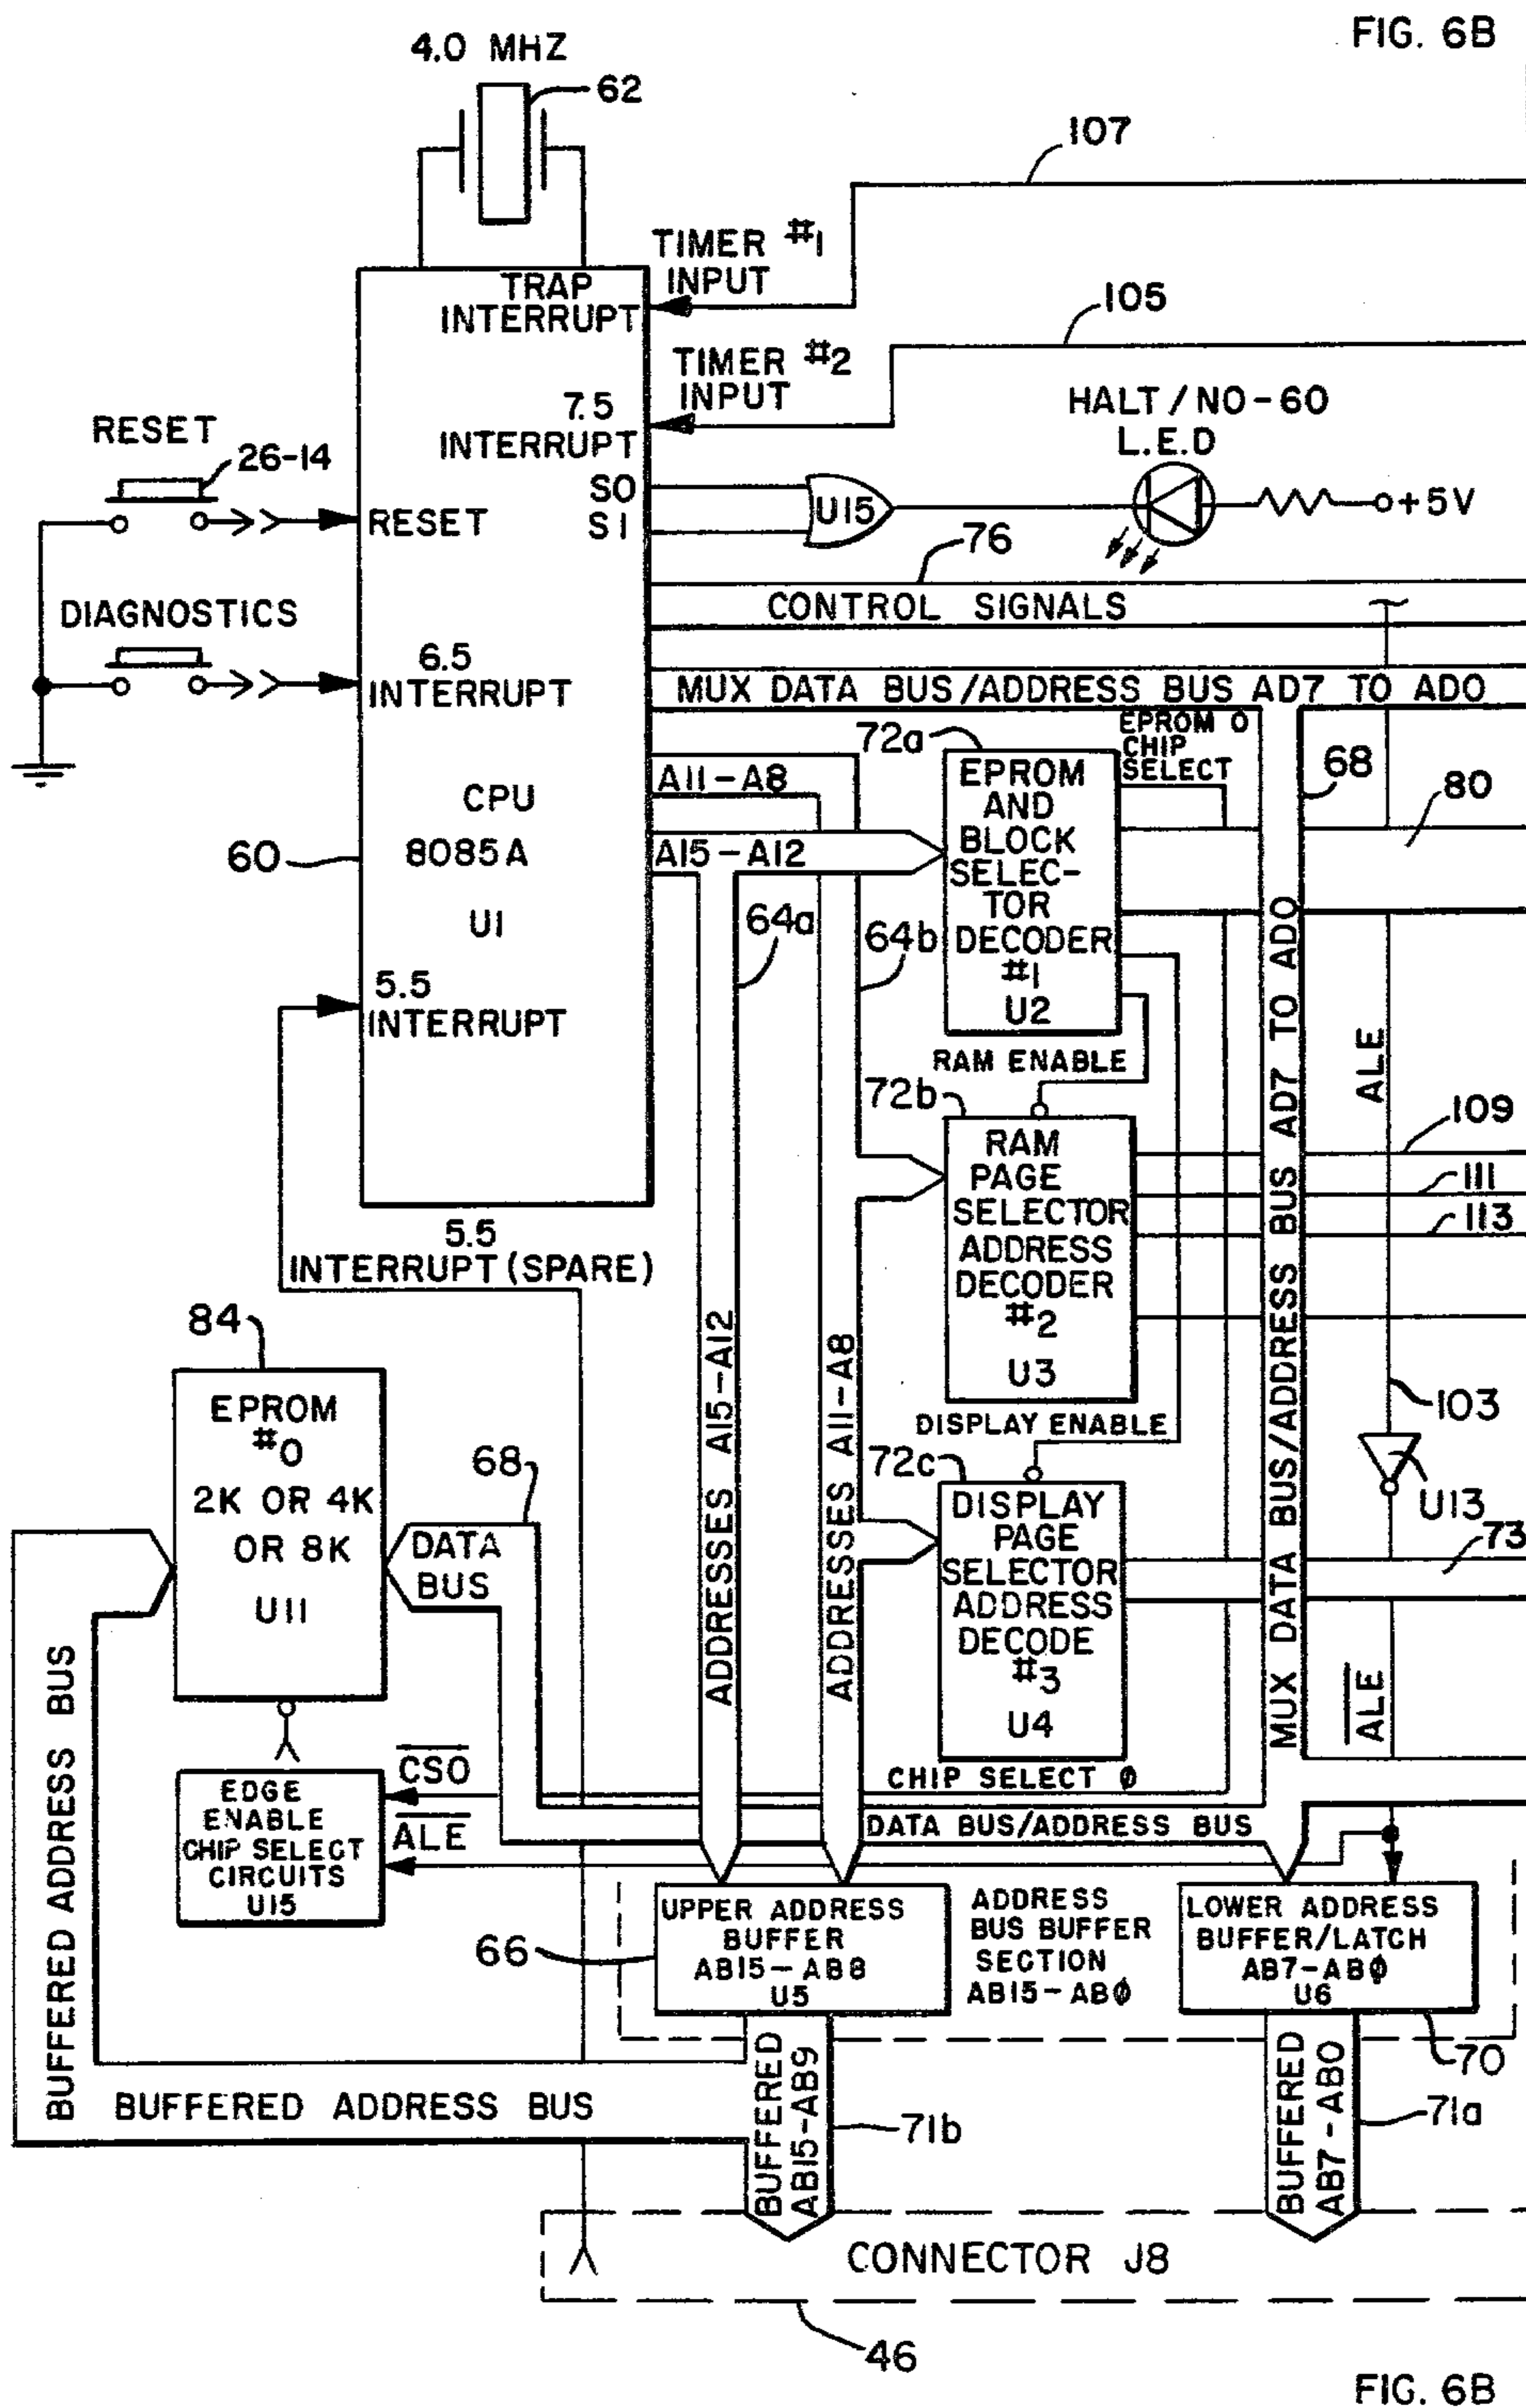 FIG. 6B
4.0 MHZ
62
107
TIMER #1
INPUT
TRAP
INTERRUPT
105
TIMER #2
INPUT
7.5
INTERRUPT
HALT / NO-60
L.E.D
RESET
26-14
RESET
S0
S1
U15
+5V
76
CONTROL SIGNALS
DIAGNOSTICS
6.5
INTERRUPT
MUX DATA BUS/ADDRESS BUS AD7 TO AD0
EPROM 0
CHIP
SELECT
72a
68
80
A11-A8
EPROM
AND
BLOCK
SELEC-
TOR
DECODER
#1
U2
CPU
8085A
U1
60
A15-A12
64a
64b
5.5
INTERRUPT
RAM ENABLE
ALE
72b
109
111
113
RAM
PAGE
SELECTOR
ADDRESS
DECODER
#2
U3
5.5
INTERRUPT (SPARE)
84
EPROM
#0
2K OR 4K
OR 8K
U11
68
DATA
BUS
ADDRESSES A15-A12
ADDRESSES A11-A8
MUX DATA BUS/ADDRESS BUS AD7 TO AD0
103
DISPLAY ENABLE
72c
U13
73
DISPLAY
PAGE
SELECTOR
ADDRESS
DECODE
#3
U4
ALE
BUFFERED ADDRESS BUS
CS0
CHIP SELECT Ø
EDGE
ENABLE
CHIP SELECT
CIRCUITS
U15
ALE
DATA BUS/ADDRESS BUS
UPPER ADDRESS
BUFFER
AB15-AB8
U5
66
ADDRESS
BUS BUFFER
SECTION
AB15-ABØ
LOWER ADDRESS
BUFFER/LATCH
AB7-ABØ
U6
70
BUFFERED ADDRESS BUS
BUFFERED
AB15-AB9
71b
BUFFERED
AB7-AB0
71a
CONNECTOR J8
46
FIG. 6B